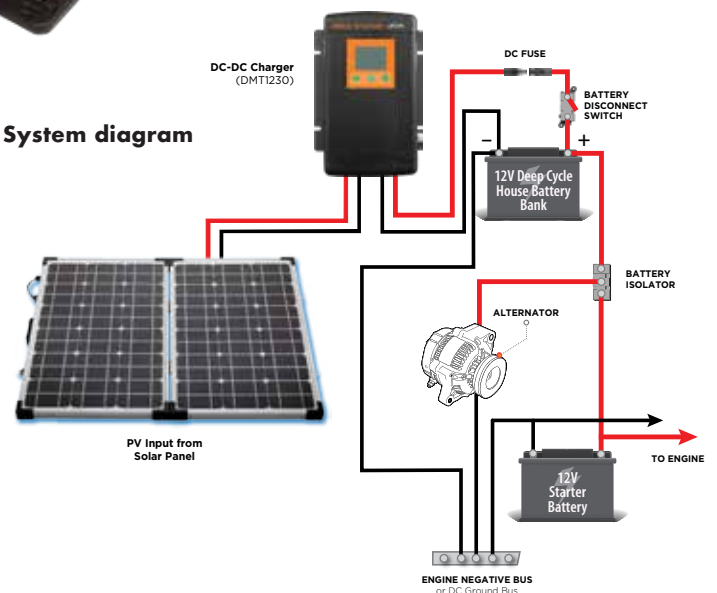 DC-DC Charger
(DMT1230)
DC FUSE
BATTERY
DISCONNECT
SWITCH
System diagram
–
+
12V Deep Cycle
House Battery
Bank
BATTERY
ISOLATOR
ALTERNATOR
PV Input from
Solar Panel
TO ENGINE
12V
Starter
Battery
ENGINE NEGATIVE BUS
or DC Ground Bus